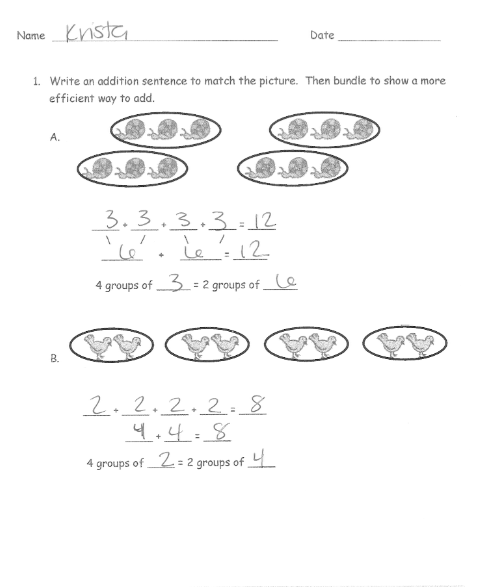 Name Krista Date
1. Write an addition sentence to match the picture. Then bundle to show a more
efficient way to add.
A.
3 + 3 + 3 + 3 = 12
6 + 6 = 12
4 groups of 3 = 2 groups of 6
B.
2 + 2 + 2 + 2 = 8
4 + 4 = 8
4 groups of 2 = 2 groups of 4